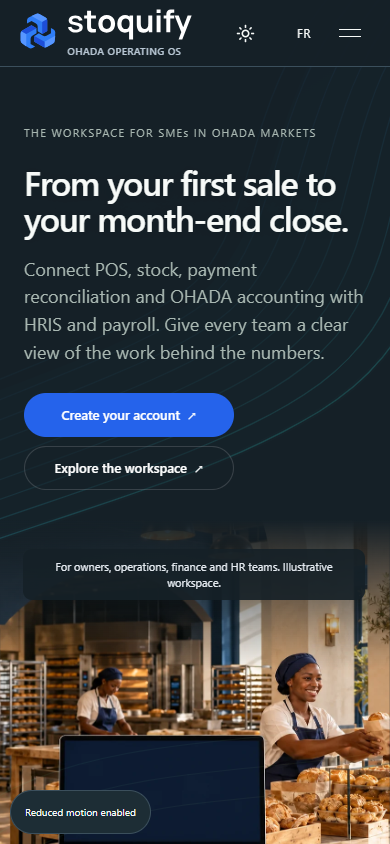 stoquify
OHADA OPERATING OS
FR
THE WORKSPACE FOR SMEs IN OHADA MARKETS
From your first sale to
your month-end close.
Connect POS, stock, payment
reconciliation and OHADA accounting with
HRIS and payroll. Give every team a clear
view of the work behind the numbers.
Create your account ↗
Explore the workspace ↗
For owners, operations, finance and HR teams. Illustrative
workspace.
Reduced motion enabled